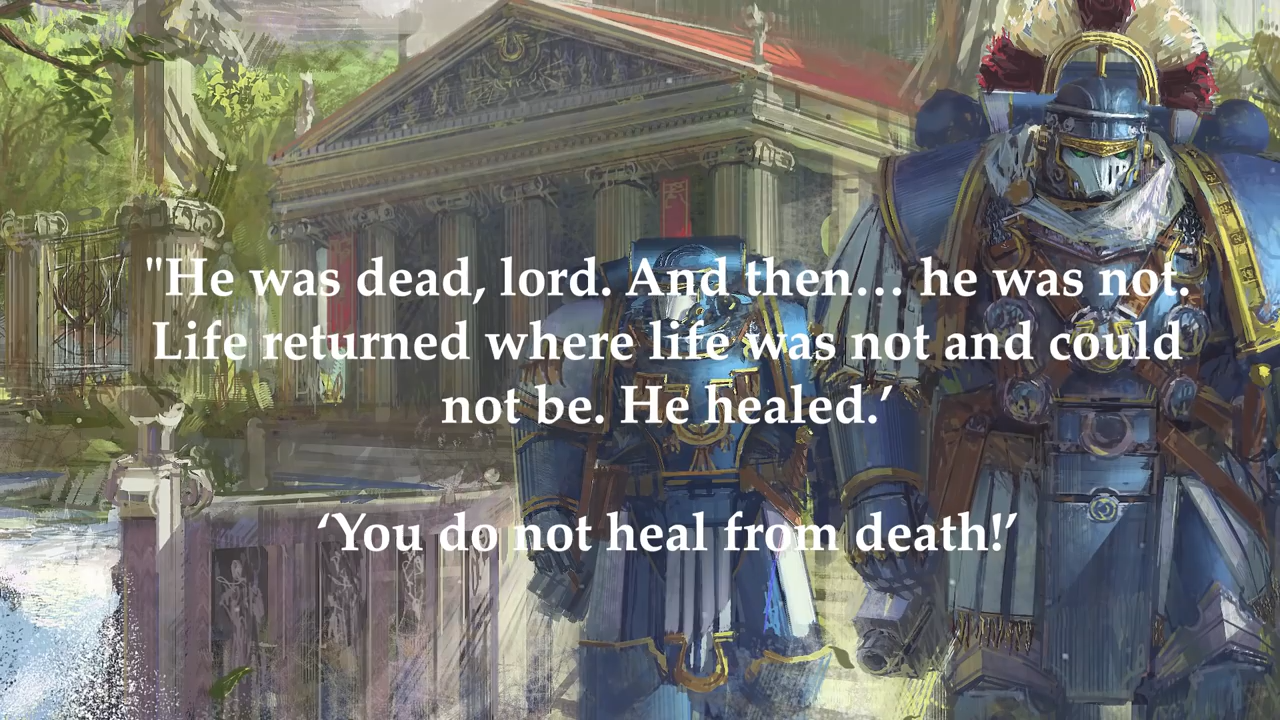 "He was dead, lord. And then… he was not.
Life returned where life was not and could
not be. He healed.’
‘You do not heal from death!’